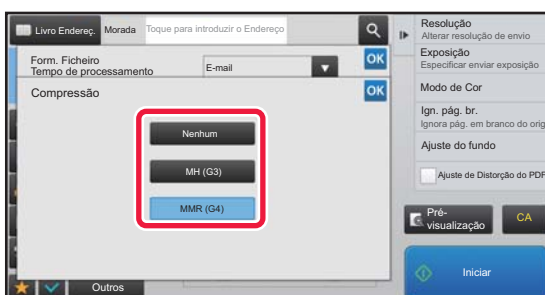 Livro Endereç.
Morada
Toque para introduzir o Endereço
Form. Ficheiro
Tempo de processamento
E-mail
OK
Compressão
OK
Nenhum
MH (G3)
MMR (G4)
Outros
Resolução
Alterar resolução de envio
Exposição
Especificar enviar exposição
Modo de Cor
Ign. pág. br.
Ignora pág. em branco do orig
Ajuste do fundo
Ajuste de Distorção do PDF
Pré-
visualização
CA
Iniciar